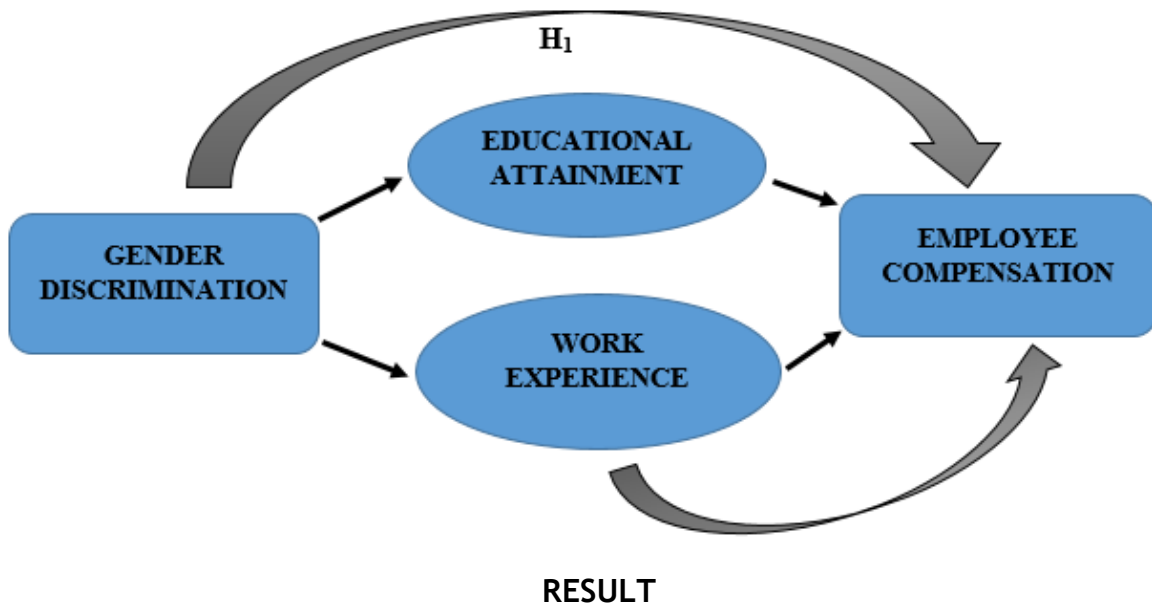 H₁
EDUCATIONAL
ATTAINMENT
GENDER
DISCRIMINATION
EMPLOYEE
COMPENSATION
WORK
EXPERIENCE
RESULT